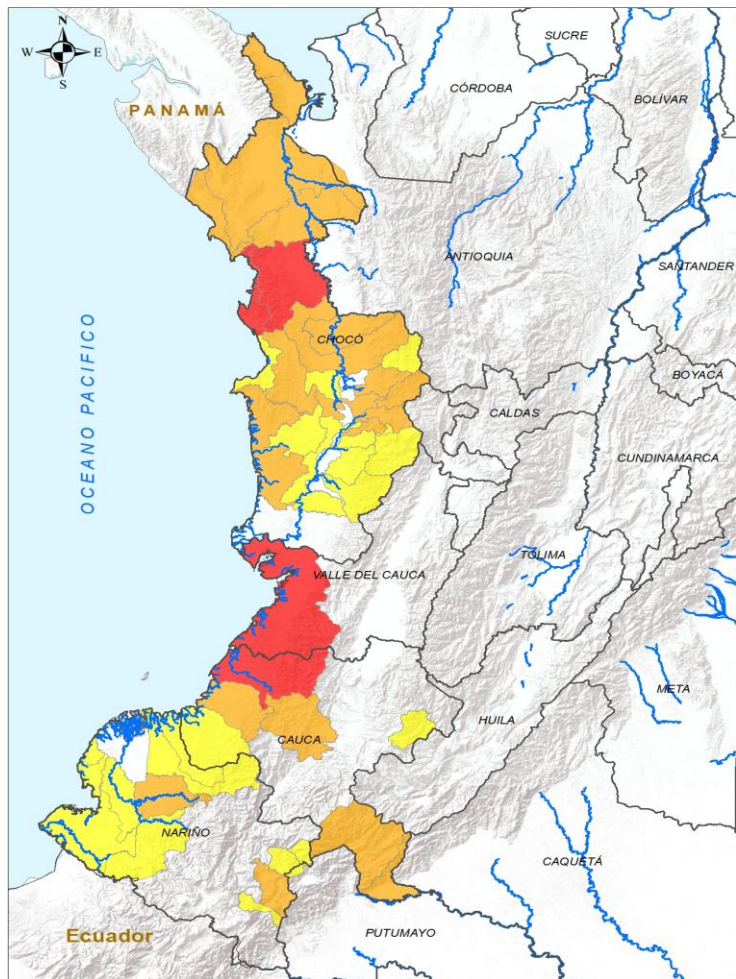 N
W E
S
SUCRE
CÓRDOBA
BOLÍVAR
PANAMÁ
ANTIOQUIA
SANTANDER
OCEANO PACIFICO
CHOCÓ
BOYACÁ
CALDAS
CUNDINAMARCA
TOLIMA
VALLE DEL CAUCA
META
HUILA
CAUCA
NARIÑO
CAQUETÁ
PUTUMAYO
Ecuador